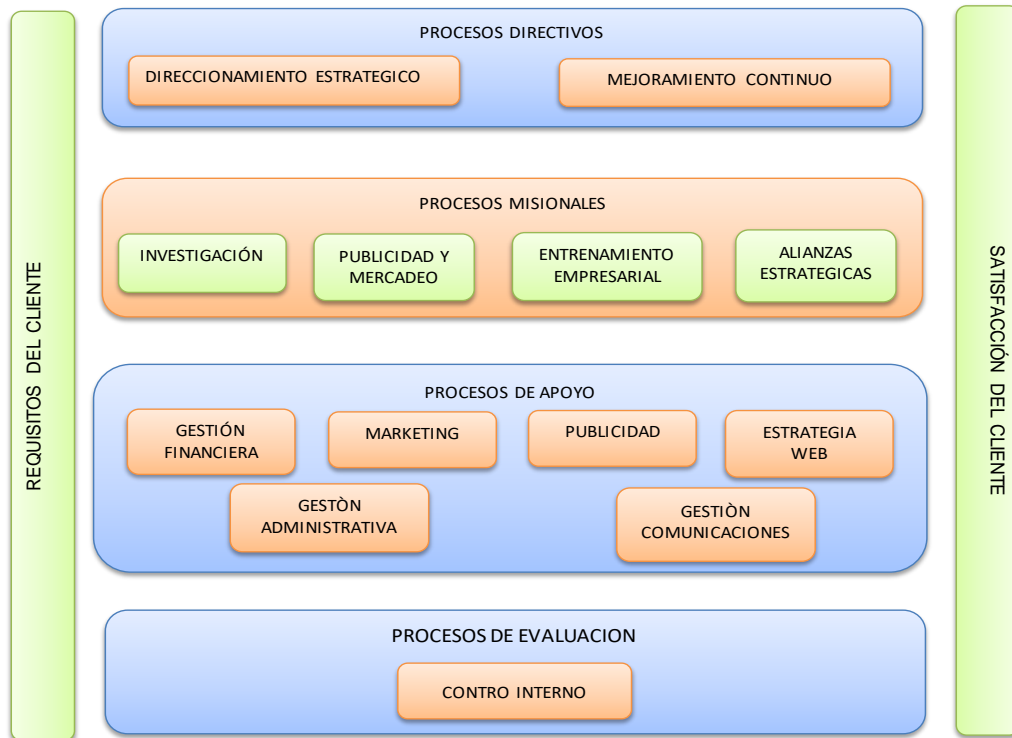 REQUISITOS DEL CLIENTE
PROCESOS DIRECTIVOS
DIRECCIONAMIENTO ESTRATEGICO
MEJORAMIENTO CONTINUO
PROCESOS MISIONALES
INVESTIGACIÓN
PUBLICIDAD Y
MERCADEO
ENTRENAMIENTO
EMPRESARIAL
ALIANZAS
ESTRATEGICAS
PROCESOS DE APOYO
GESTIÓN
FINANCIERA
MARKETING
PUBLICIDAD
ESTRATEGIA
WEB
GESTÒN
ADMINISTRATIVA
GESTIÒN
COMUNICACIONES
PROCESOS DE EVALUACION
CONTRO INTERNO
SATISFACCIÓN DEL CLIENTE